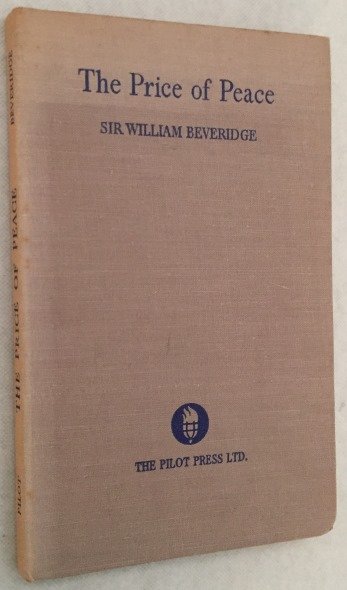 The Price of Peace
SIR WILLIAM BEVERIDGE
THE PILOT PRESS LTD.
BEVERIDGE
THE PRICE OF PEACE
PILOT